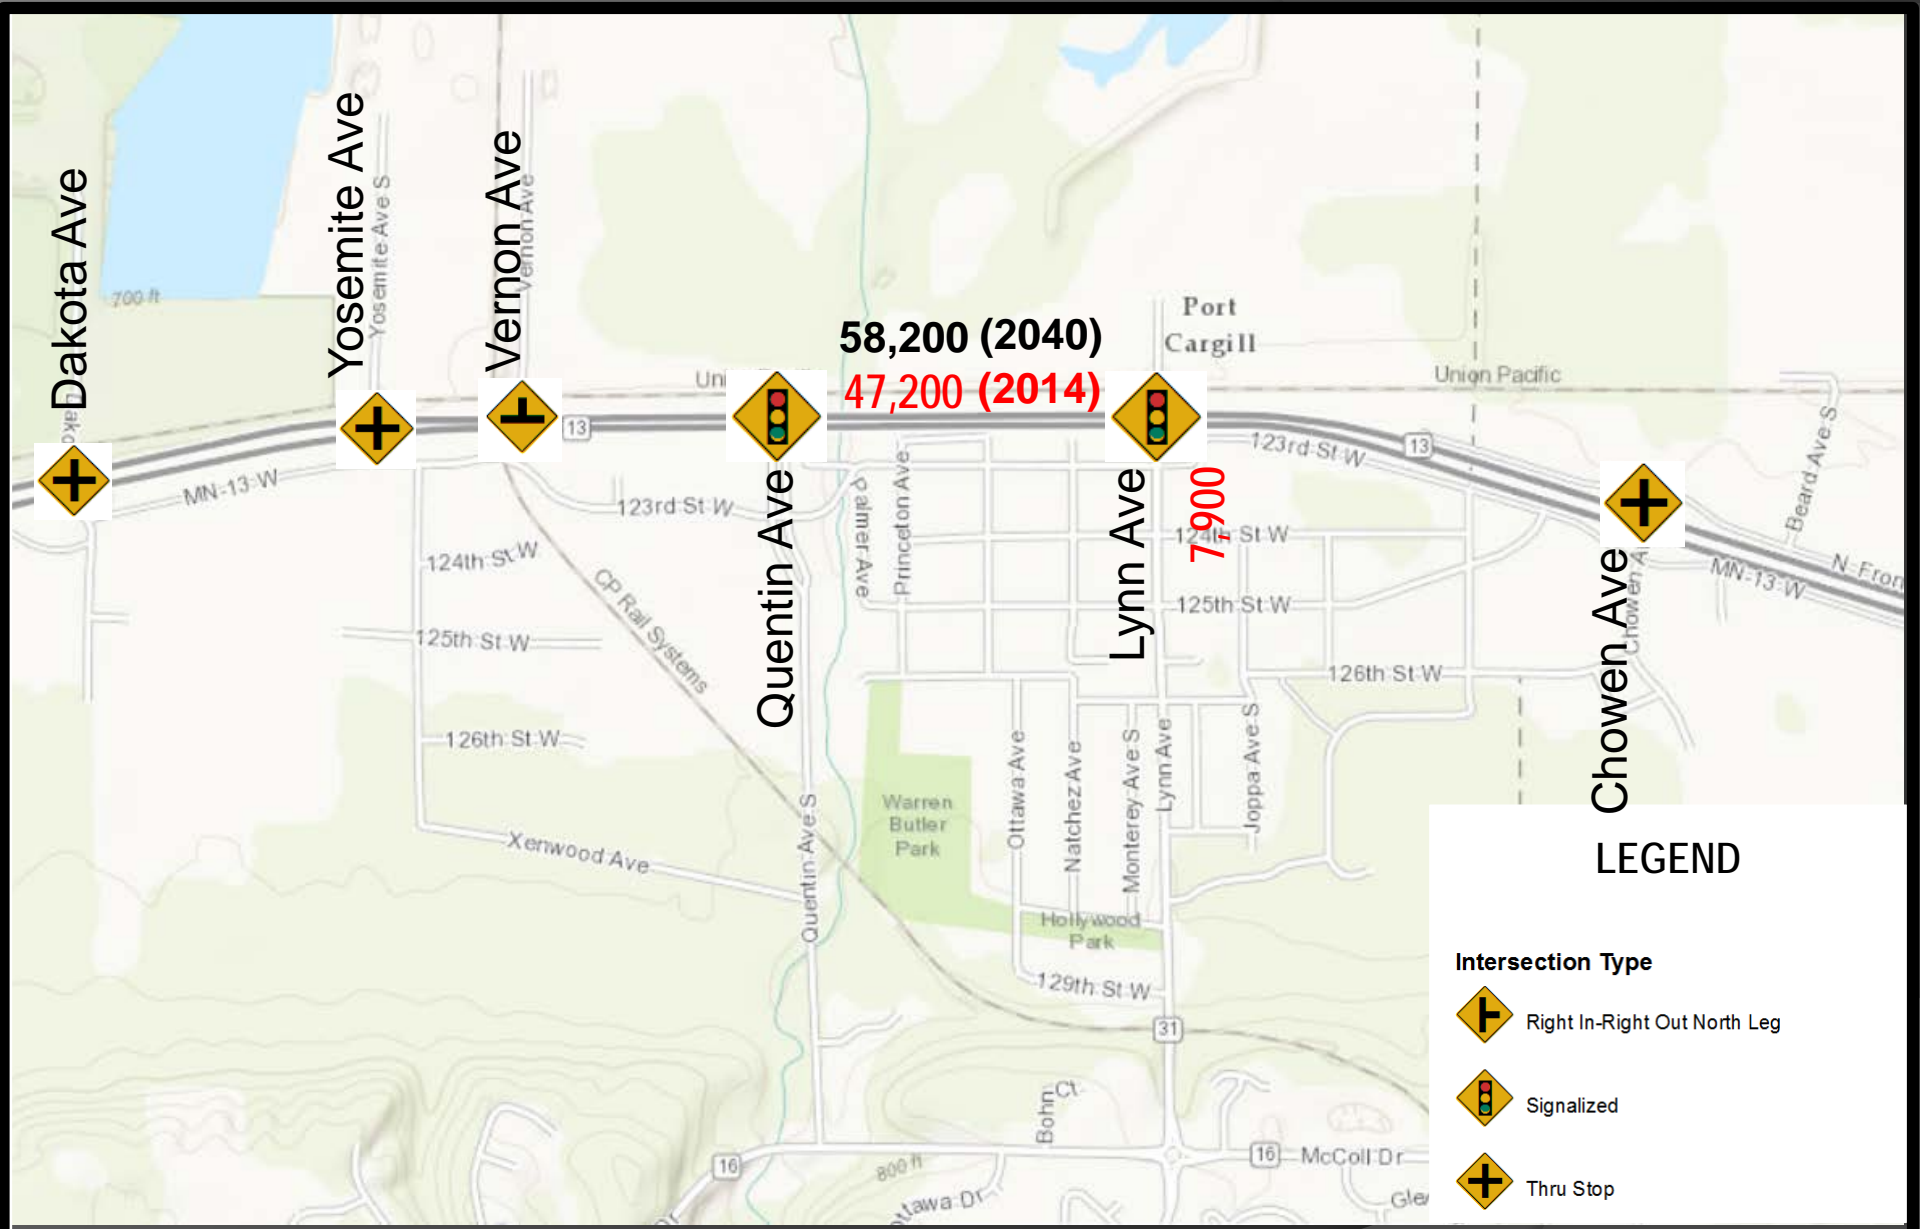 Dakota Ave
Yosemite Ave
Yosemite Ave S
Vernon Ave
Vernon Ave
700 ft
58,200 (2040)
47,200 (2014)
Port
Cargill
Union Pacific
13
13
MN-13 W
123rd St W
123rd St W
Quentin Ave
Palmer Ave
Princeton Ave
Lynn Ave
7,900
124th St W
124th St W
125th St W
125th St W
126th St W
126th St W
CP Rail Systems
Chowen Ave
Beard Ave S
MN-13 W
Xenwood Ave
Quentin Ave S
Warren
Butler
Park
Ottawa Ave
Natchez Ave
Monterey Ave S
Lynn Ave
Joppa Ave S
Hollywood
Park
129th St W
31
Bohn Ct
16
16
McColl Dr
800 ft
LEGEND
Intersection Type
Right In-Right Out North Leg
Signalized
Thru Stop